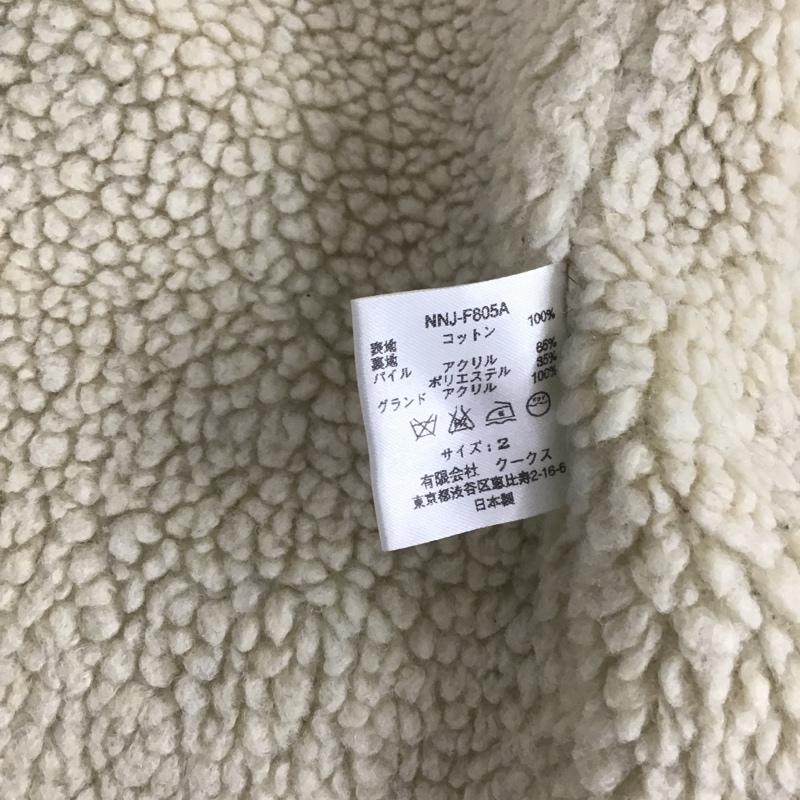 NNJ-F605A
表地 コットン 100%
裏地
パイル アクリル 65%
ポリエステル 35%
グランド アクリル 100%
サイズ:2
有限会社 クークス
東京都渋谷区恵比寿2-16-6
日本製